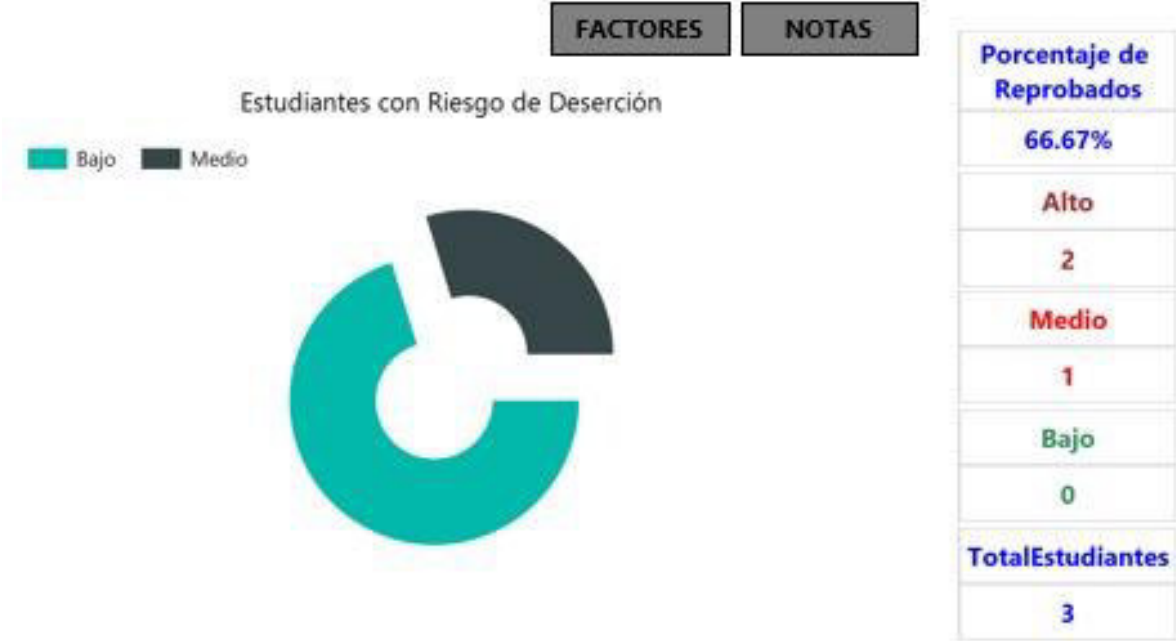 FACTORES
NOTAS
Estudiantes con Riesgo de Deserción
Bajo
Medio
Porcentaje de
Reprobados
66.67%
Alto
2
Medio
1
Bajo
0
TotalEstudiantes
3